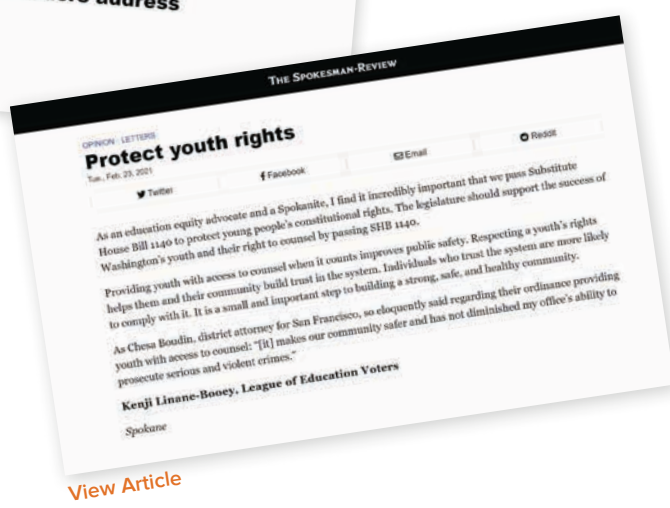 address
THE SPOKESMAN-REVIEW
OPINION › LETTERS
Protect youth rights
Tue., Feb. 23, 2021
Twitter
Facebook
Email
Reddit
As an education equity advocate and a Spokanite, I find it incredibly important that we pass Substitute
House Bill 1140 to protect young people's constitutional rights. The legislature should support the success of
Washington's youth and their right to counsel by passing SHB 1140.
Providing youth with access to counsel when it counts improves public safety. Respecting a youth's rights
helps them and their community build trust in the system. Individuals who trust the system are more likely
to comply with it. It is a small and important step to building a strong, safe, and healthy community.
As Chesa Boudin, district attorney for San Francisco, so eloquently said regarding their ordinance providing
youth with access to counsel: "[it] makes our community safer and has not diminished my office's ability to
prosecute serious and violent crimes."
Kenji Linane-Booey, League of Education Voters
Spokane
View Article